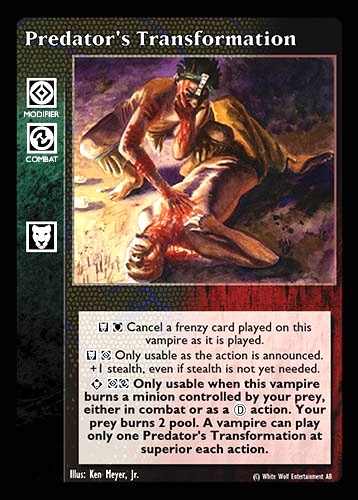 Predator's Transformation
MODIFIER
COMBAT
Cancel a frenzy card played on this
vampire as it is played.
Only usable as the action is announced.
+1 stealth, even if stealth is not yet needed.
Only usable when this vampire
burns a minion controlled by your prey,
either in combat or as a D action. Your
prey burns 2 pool. A vampire can play
only one Predator's Transformation at
superior each action.
Illus: Ken Meyer, Jr.
(C) White Wolf Entertainment AB